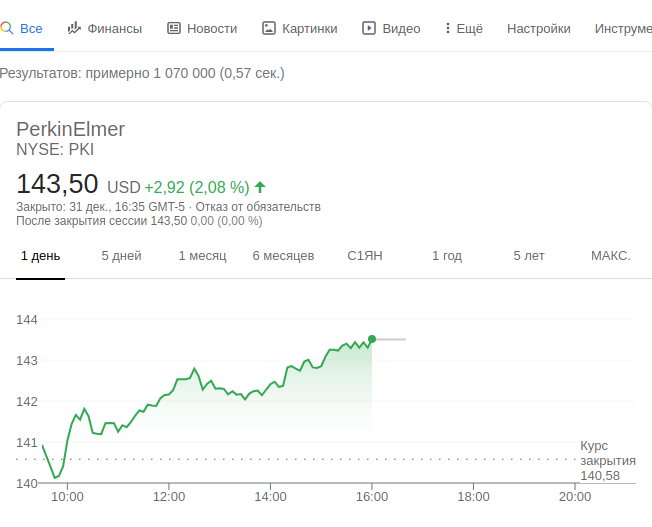 Все Финансы Новости Картинки Видео Ещё Настройки Инструме
Результатов: примерно 1 070 000 (0,57 сек.)
PerkinElmer
NYSE: PKI
143,50 USD +2,92 (2,08 %)
Закрыто: 31 дек., 16:35 GMT-5 · Отказ от обязательств
После закрытия сессии 143,50 0,00 (0,00 %)
1 день 5 дней 1 месяц 6 месяцев С1ЯН 1 год 5 лет МАКС.
144
143
142
141
140
Курс
закрытия
140,58
10:00 12:00 14:00 16:00 18:00 20:00